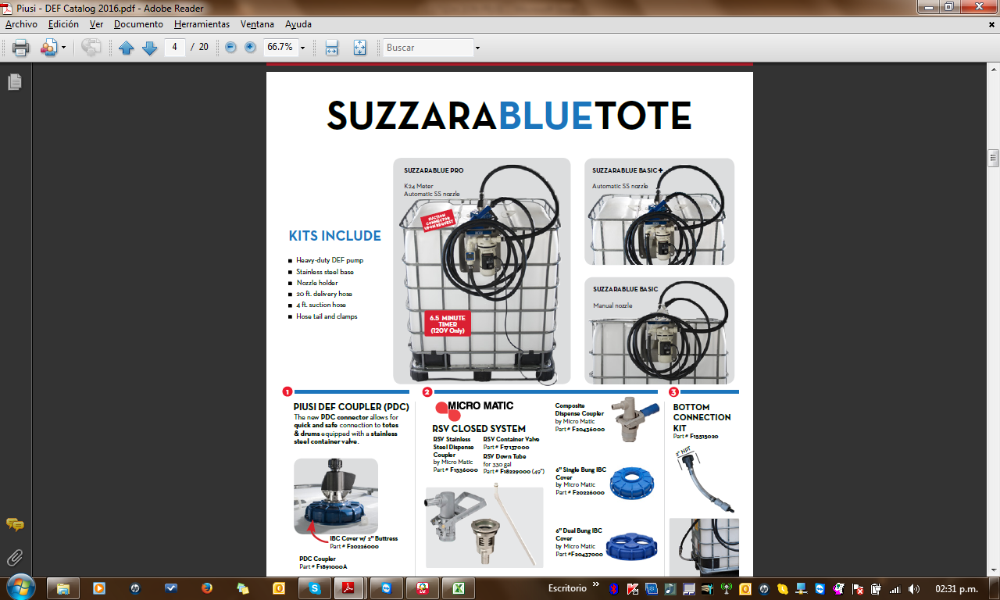 Piusi - DEF Catalog 2016.pdf - Adobe Reader
Archivo Edición Ver Documento Herramientas Ventana Ayuda
4 / 20 66.7% Buscar
SUZZARABLUETOTE
KITS INCLUDE
Heavy-duty DEF pump
Stainless steel base
Nozzle holder
20 ft. delivery hose
4 ft. suction hose
Hose tail and clamps
SUZZARABLUE PRO
K24 Meter
Automatic SS nozzle
SUCTION
CONNECTOR
UPON REQUEST
6.5 MINUTE
TIMER
(120V Only)
SUZZARABLUE BASIC+
Automatic SS nozzle
SUZZARABLUE BASIC
Manual nozzle
1
PIUSI DEF COUPLER (PDC)
The new PDC connector allows for
quick and safe connection to totes
& drums equipped with a stainless
steel container valve.
IBC Cover w/ 2" Buttress
Part # F20226000
PDC Coupler
Part # F1891000A
2
MICRO MATIC
RSV CLOSED SYSTEM
RSV Stainless
Steel Dispense
Coupler
by Micro Matic
Part # F1536000
RSV Container Valve
Part # F17137000
RSV Down Tube
for 330 gal
Part # F18229000 (49")
Composite
Dispense Coupler
by Micro Matic
Part # F20436000
6" Single Bung IBC
Cover
by Micro Matic
Part # F20226000
6" Dual Bung IBC
Cover
by Micro Matic
Part #F20437000
3
BOTTOM
CONNECTION
KIT
Part # F15515020
2" NPT
Escritorio » 02:31 p.m.